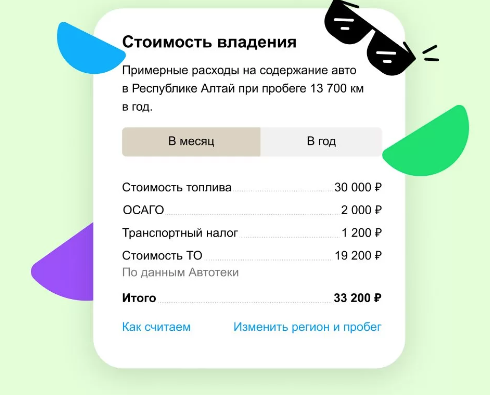 Стоимость владения
Примерные расходы на содержание авто
в Республике Алтай при пробеге 13 700 км
в год.
В месяц В год
Стоимость топлива 30 000 ₽
ОСАГО 2 000 ₽
Транспортный налог 1 200 ₽
Стоимость ТО 19 200 ₽
По данным Автотеки
Итого 33 200 ₽
Как считаем Изменить регион и пробег